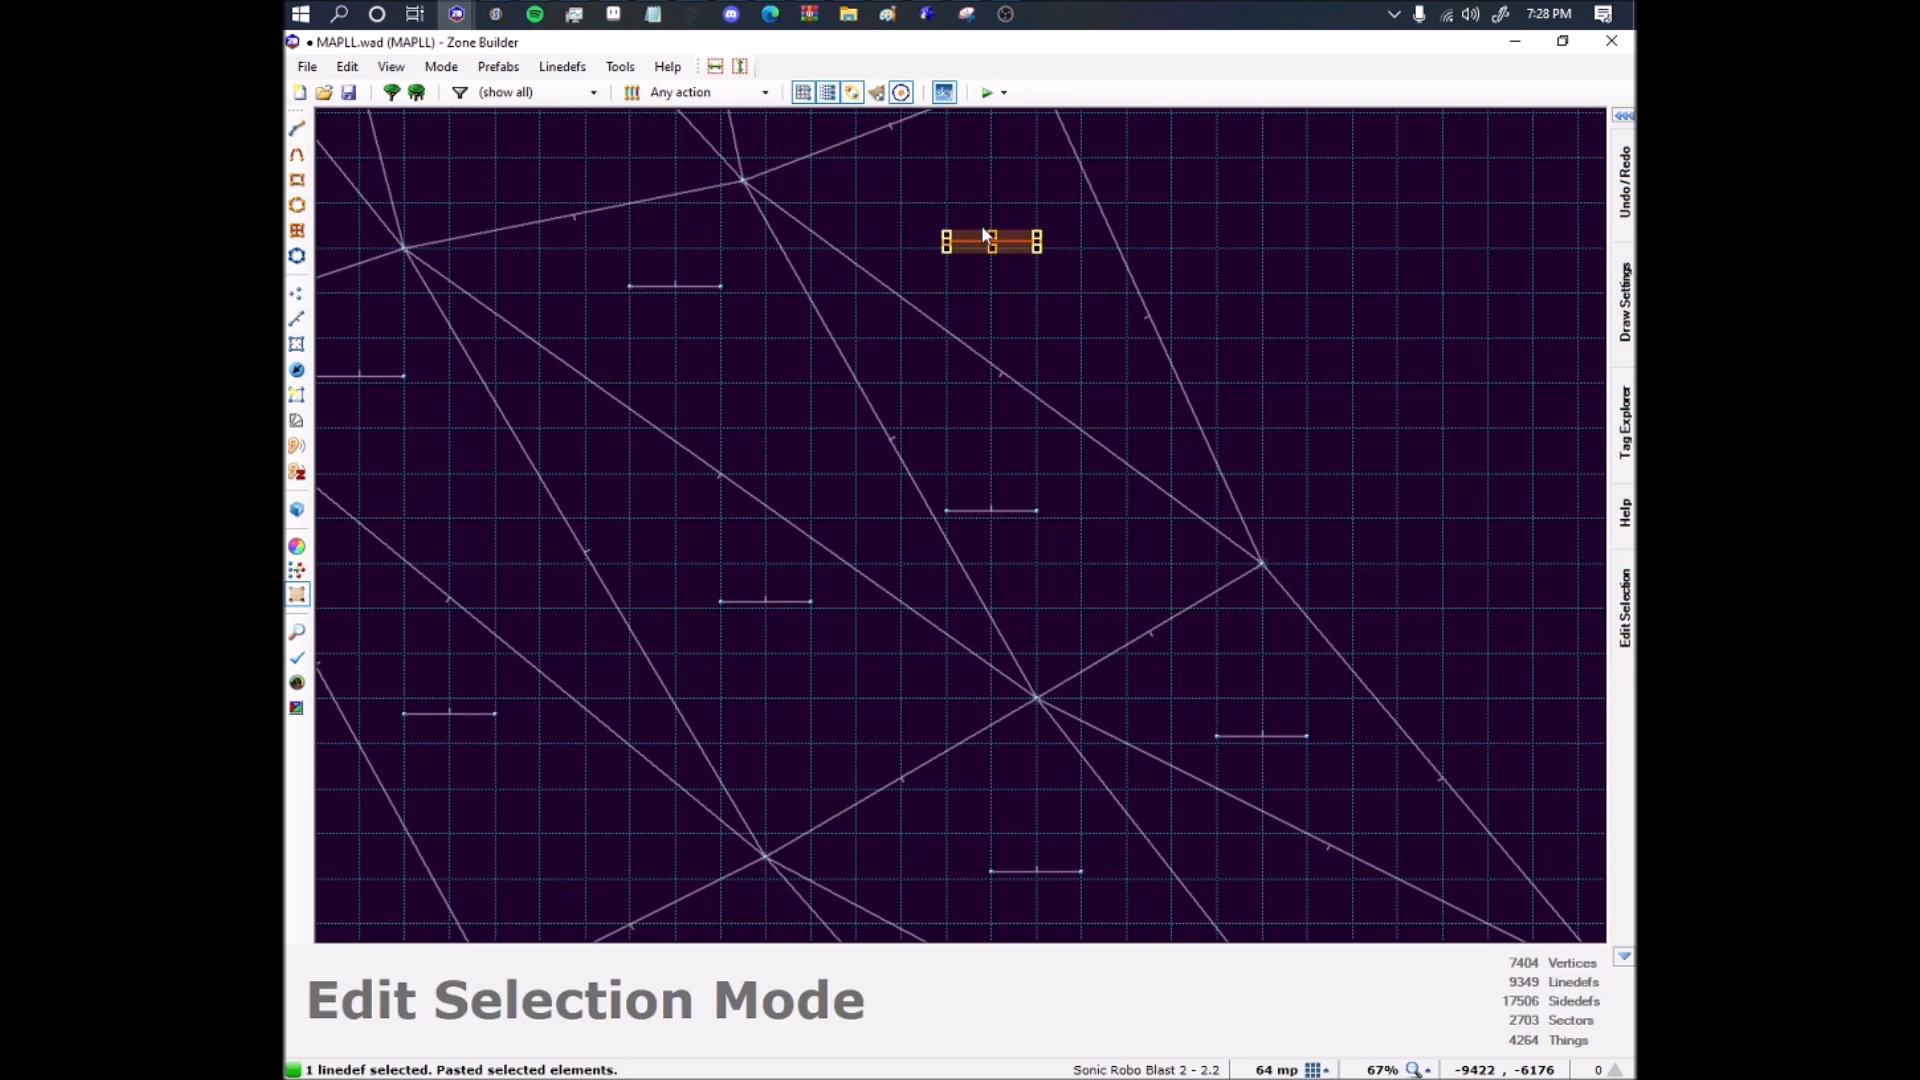 7:28 PM
• MAPLL.wad (MAPLL) - Zone Builder
File Edit View Mode Prefabs Linedefs Tools Help
(show all) Any action
sky
Undo / Redo
Draw Settings
Tag Explorer
Help
Edit Selection
Edit Selection Mode
7404 Vertices
9349 Linedefs
17506 Sidedefs
2703 Sectors
4264 Things
1 linedef selected. Pasted selected elements. Sonic Robo Blast 2 - 2.2 64 mp 67% -9422 , -6176 0